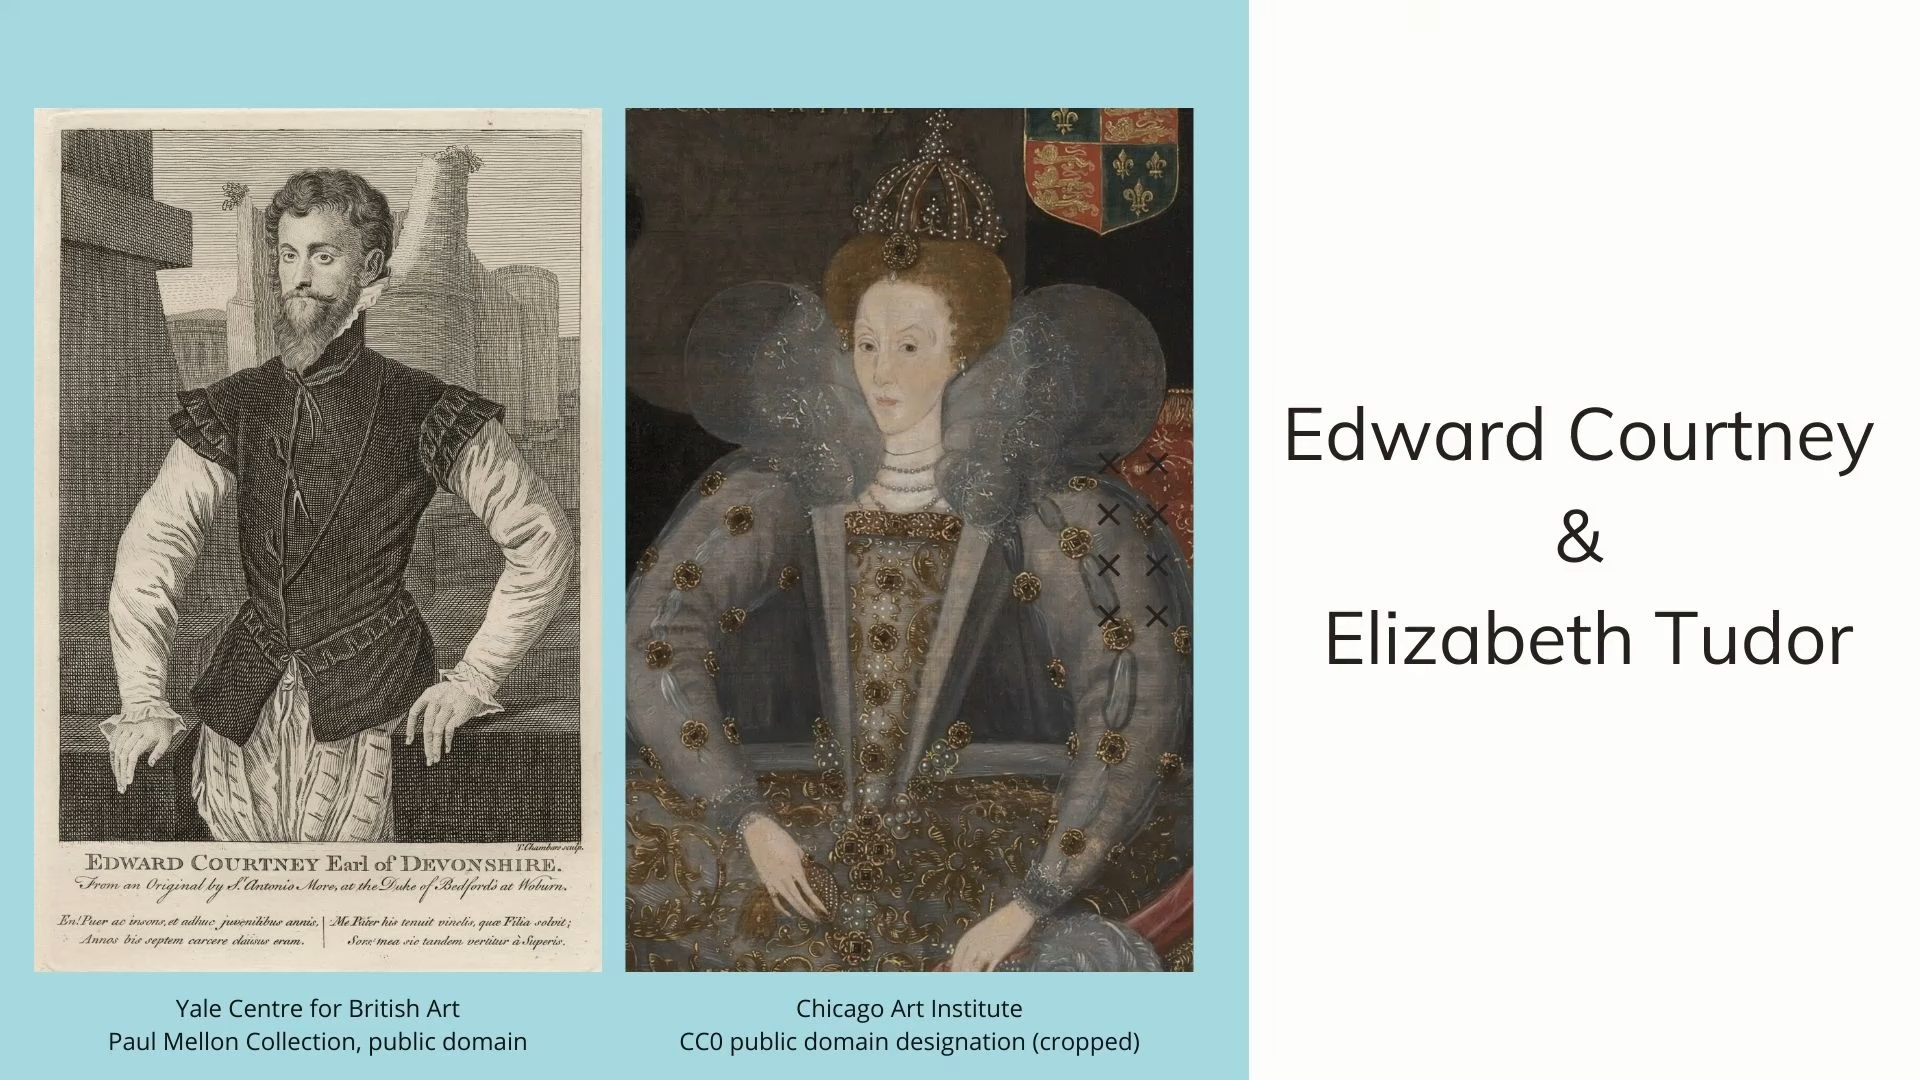 T. Chambers sculp.
EDWARD COURTNEY Earl of DEVONSHIRE.
From an Original by Sr. Antonio More, at the Duke of Bedford's at Woburn.
En! Puer ac insons, et adhuc juvenilibus annis,
Annos bis septem carcere clausus eram.
Me Pater his tenuit vinclis, quæ Filia solvit;
Sors mea sic tandem vertitur à Superis.
Yale Centre for British Art
Paul Mellon Collection, public domain
Chicago Art Institute
CC0 public domain designation (cropped)
Edward Courtney
&
Elizabeth Tudor